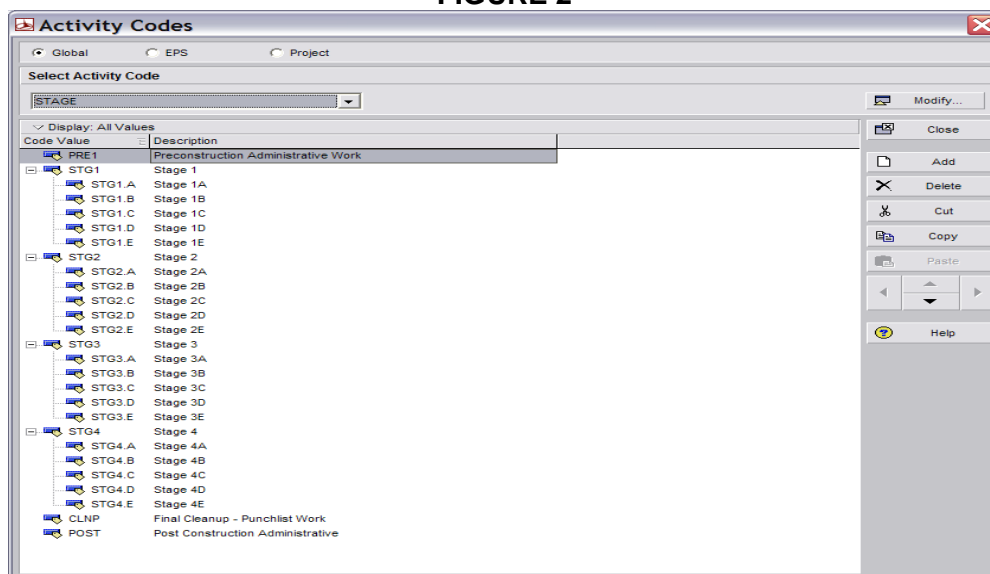 FIGURE 2
Activity Codes
Global EPS Project
Select Activity Code
STAGE
Modify...
Display: All Values
Close
Code Value Description
PRE1 Preconstruction Administrative Work
Add
STG1 Stage 1
STG1.A Stage 1A
Delete
STG1.B Stage 1B
STG1.C Stage 1C
Cut
STG1.D Stage 1D
Copy
STG1.E Stage 1E
STG2 Stage 2
Paste
STG2.A Stage 2A
STG2.B Stage 2B
STG2.C Stage 2C
STG2.D Stage 2D
STG2.E Stage 2E
Help
STG3 Stage 3
STG3.A Stage 3A
STG3.B Stage 3B
STG3.C Stage 3C
STG3.D Stage 3D
STG3.E Stage 3E
STG4 Stage 4
STG4.A Stage 4A
STG4.B Stage 4B
STG4.C Stage 4C
STG4.D Stage 4D
STG4.E Stage 4E
CLNP Final Cleanup - Punchlist Work
POST Post Construction Administrative